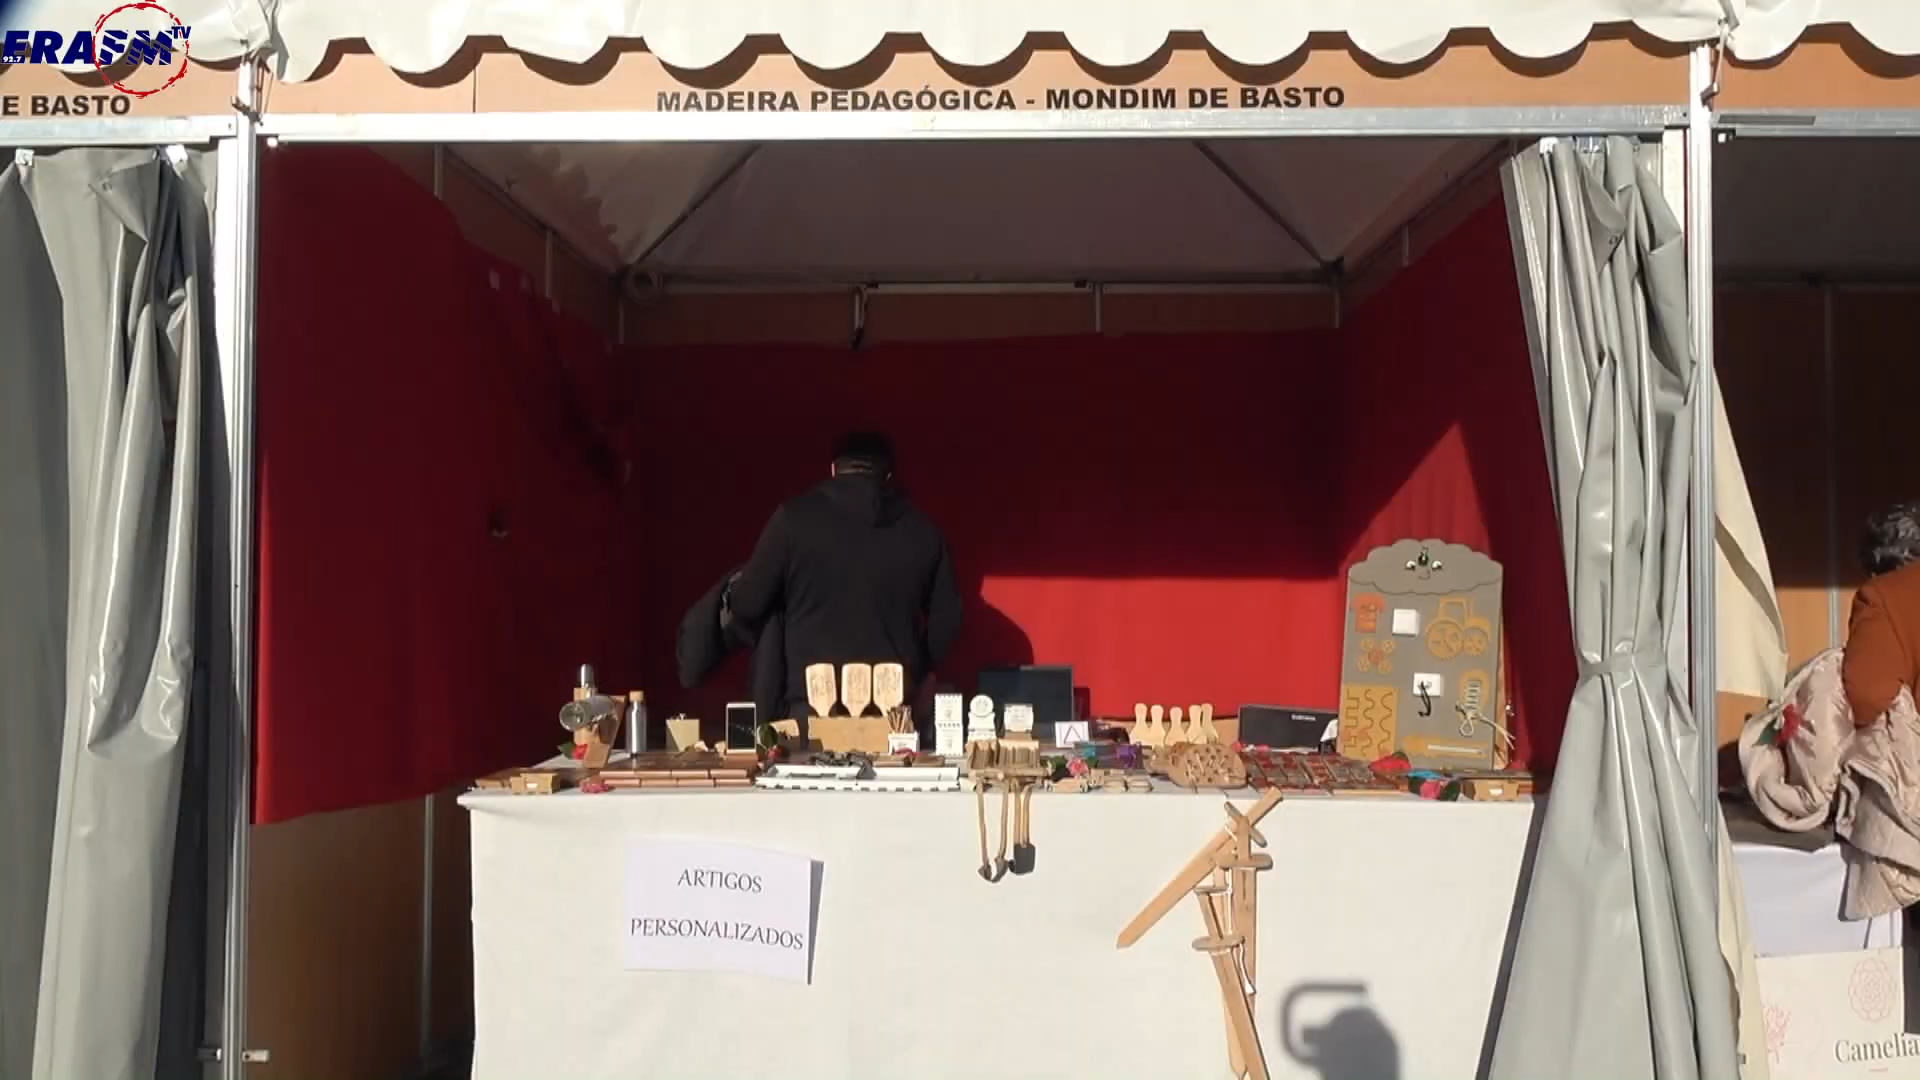 ERAFM TV
92.7
E BASTO
MADEIRA PEDAGÓGICA - MONDIM DE BASTO
ARTIGOS
PERSONALIZADOS
Camelia